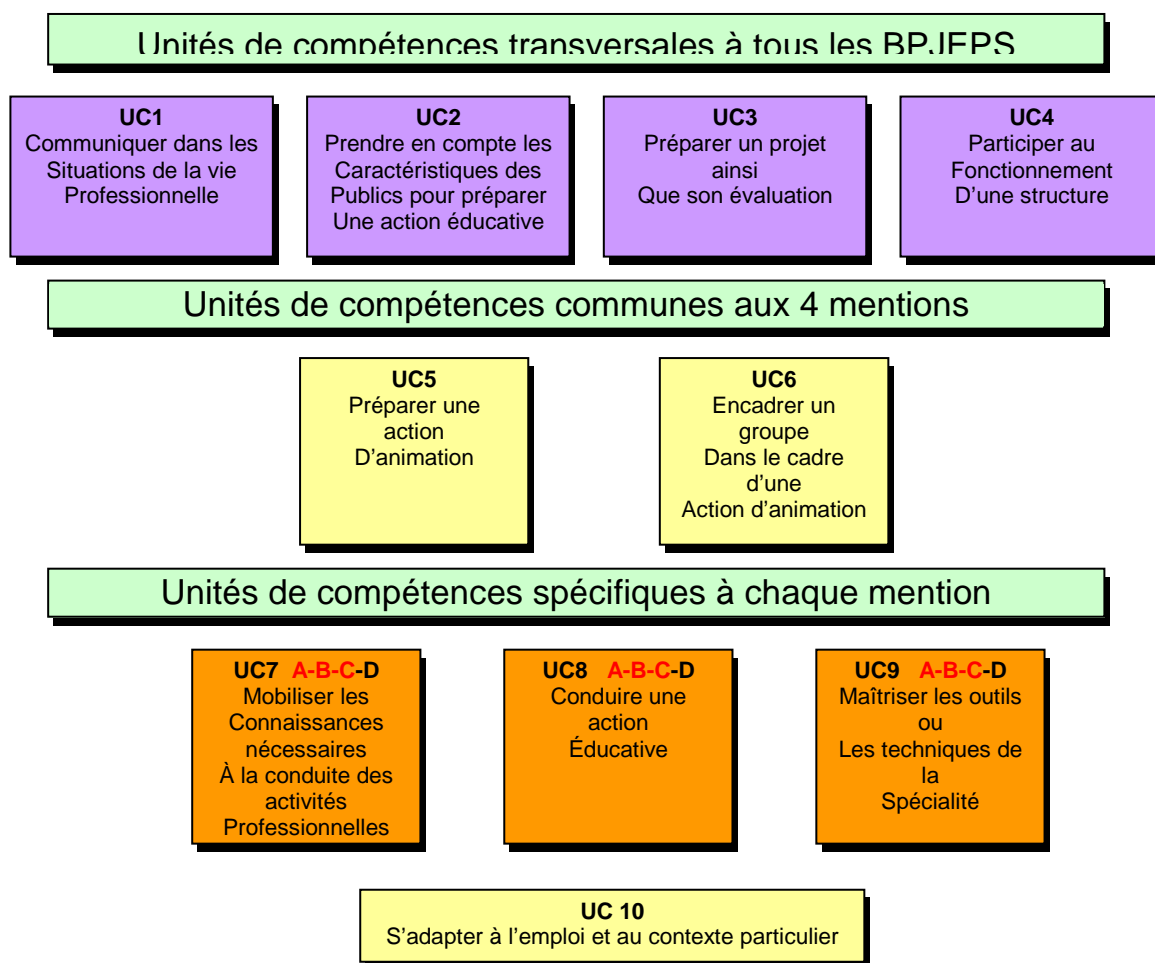 Unités de compétences transversales à tous les BPJEPS
UC1
Communiquer dans les
Situations de la vie
Professionnelle
UC2
Prendre en compte les
Caractéristiques des
Publics pour préparer
Une action éducative
UC3
Préparer un projet
ainsi
Que son évaluation
UC4
Participer au
Fonctionnement
D’une structure
Unités de compétences communes aux 4 mentions
UC5
Préparer une
action
D’animation
UC6
Encadrer un
groupe
Dans le cadre
d’une
Action d’animation
Unités de compétences spécifiques à chaque mention
UC7 A-B-C-D
Mobiliser les
Connaissances
nécessaires
À la conduite des
activités
Professionnelles
UC8 A-B-C-D
Conduire une
action
Éducative
UC9 A-B-C-D
Maîtriser les outils
ou
Les techniques de
la
Spécialité
UC 10
S’adapter à l’emploi et au contexte particulier